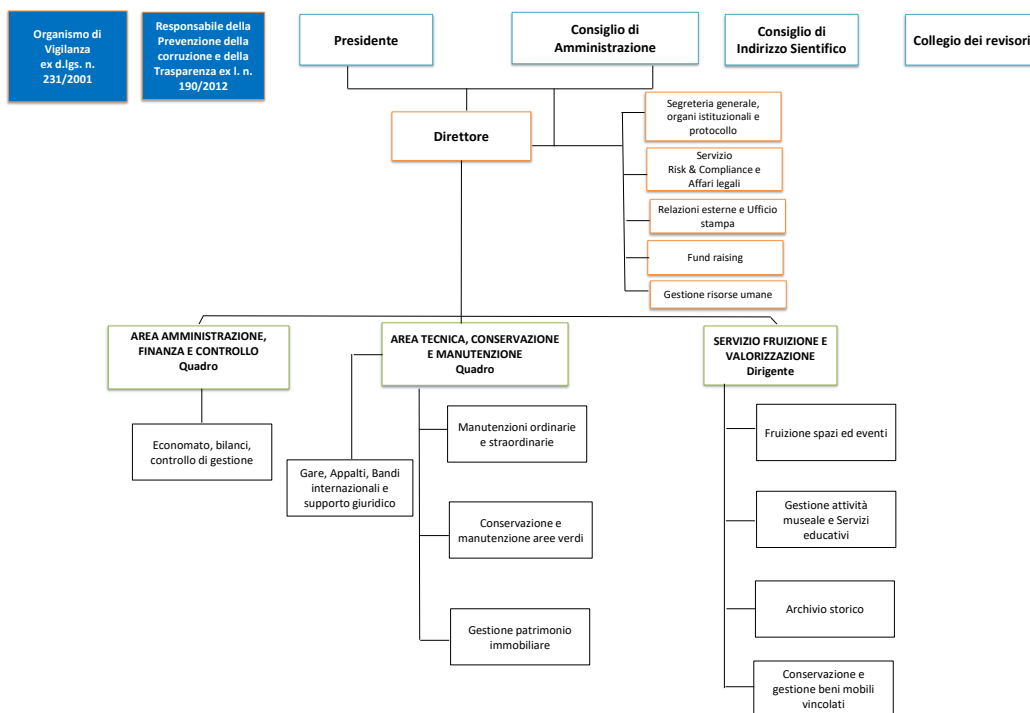 Organismo di
Vigilanza
ex d.lgs. n.
231/2001
Responsabile della
Prevenzione della
corruzione e della
Trasparenza ex l. n.
190/2012
Presidente
Consiglio di
Amministrazione
Consiglio di
Indirizzo Sientifico
Collegio dei revisori
Direttore
Segreteria generale,
organi istituzionali e
protocollo
Servizio
Risk & Compliance e
Affari legali
Relazioni esterne e Ufficio
stampa
Fund raising
Gestione risorse umane
AREA AMMINISTRAZIONE,
FINANZA E CONTROLLO
Quadro
AREA TECNICA, CONSERVAZIONE
E MANUTENZIONE
Quadro
SERVIZIO FRUIZIONE E
VALORIZZAZIONE
Dirigente
Economato, bilanci,
controllo di gestione
Gare, Appalti, Bandi
internazionali e
supporto giuridico
Manutenzioni ordinarie
e straordinarie
Conservazione e
manutenzione aree verdi
Gestione patrimonio
immobiliare
Fruizione spazi ed eventi
Gestione attività
museale e Servizi
educativi
Archivio storico
Conservazione e
gestione beni mobili
vincolati